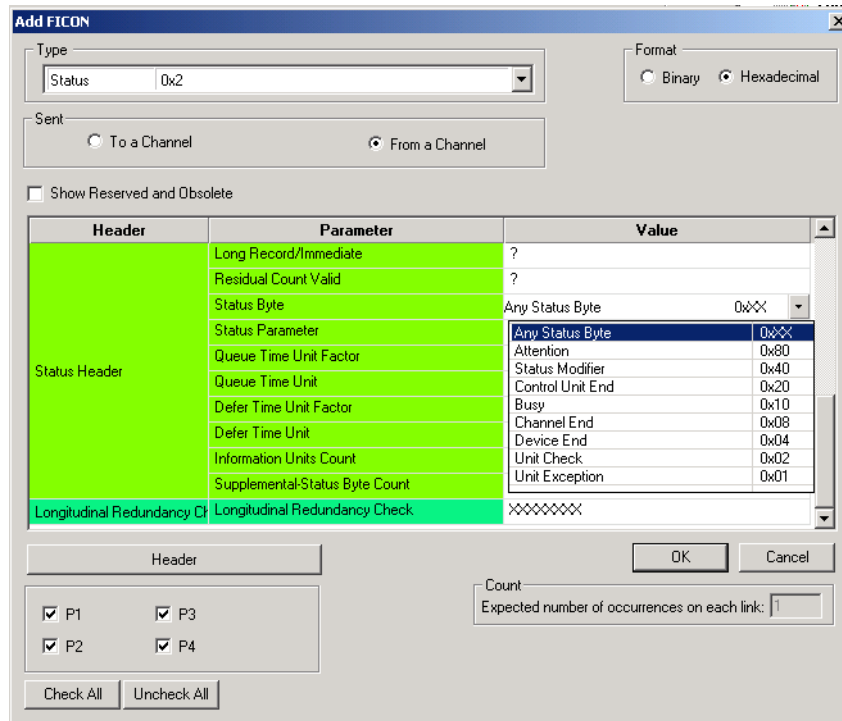 Add FICON
Type
Format
Status 0x2
Binary Hexadecimal
Sent
To a Channel From a Channel
Show Reserved and Obsolete
Header Parameter Value
Long Record/Immediate ?
Residual Count Valid ?
Status Byte Any Status Byte 0xXX
Status Parameter Any Status Byte 0xXX
Attention 0x80
Queue Time Unit Factor Status Modifier 0x40
Status Header Queue Time Unit Control Unit End 0x20
Busy 0x10
Defer Time Unit Factor Channel End 0x08
Defer Time Unit Device End 0x04
Information Units Count Unit Check 0x02
Supplemental-Status Byte Count Unit Exception 0x01
Longitudinal Redundancy Ch Longitudinal Redundancy Check XXXXXXXX
Header OK Cancel
Count
Expected number of occurrences on each link: 1
P1 P3
P2 P4
Check All Uncheck All